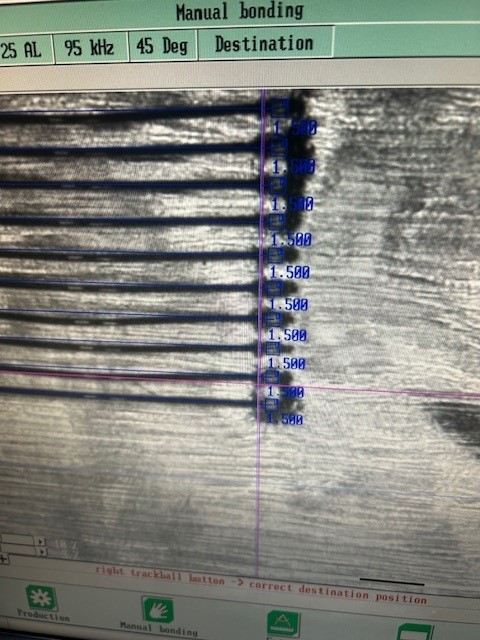 Manual bonding
25 AL
95 kHz
45 Deg
Destination
1.500
1.500
1.500
1.500
1.500
1.500
1.500
1.500
1.500
1.500
right trackball button -> correct destination position
Production
Manual bonding